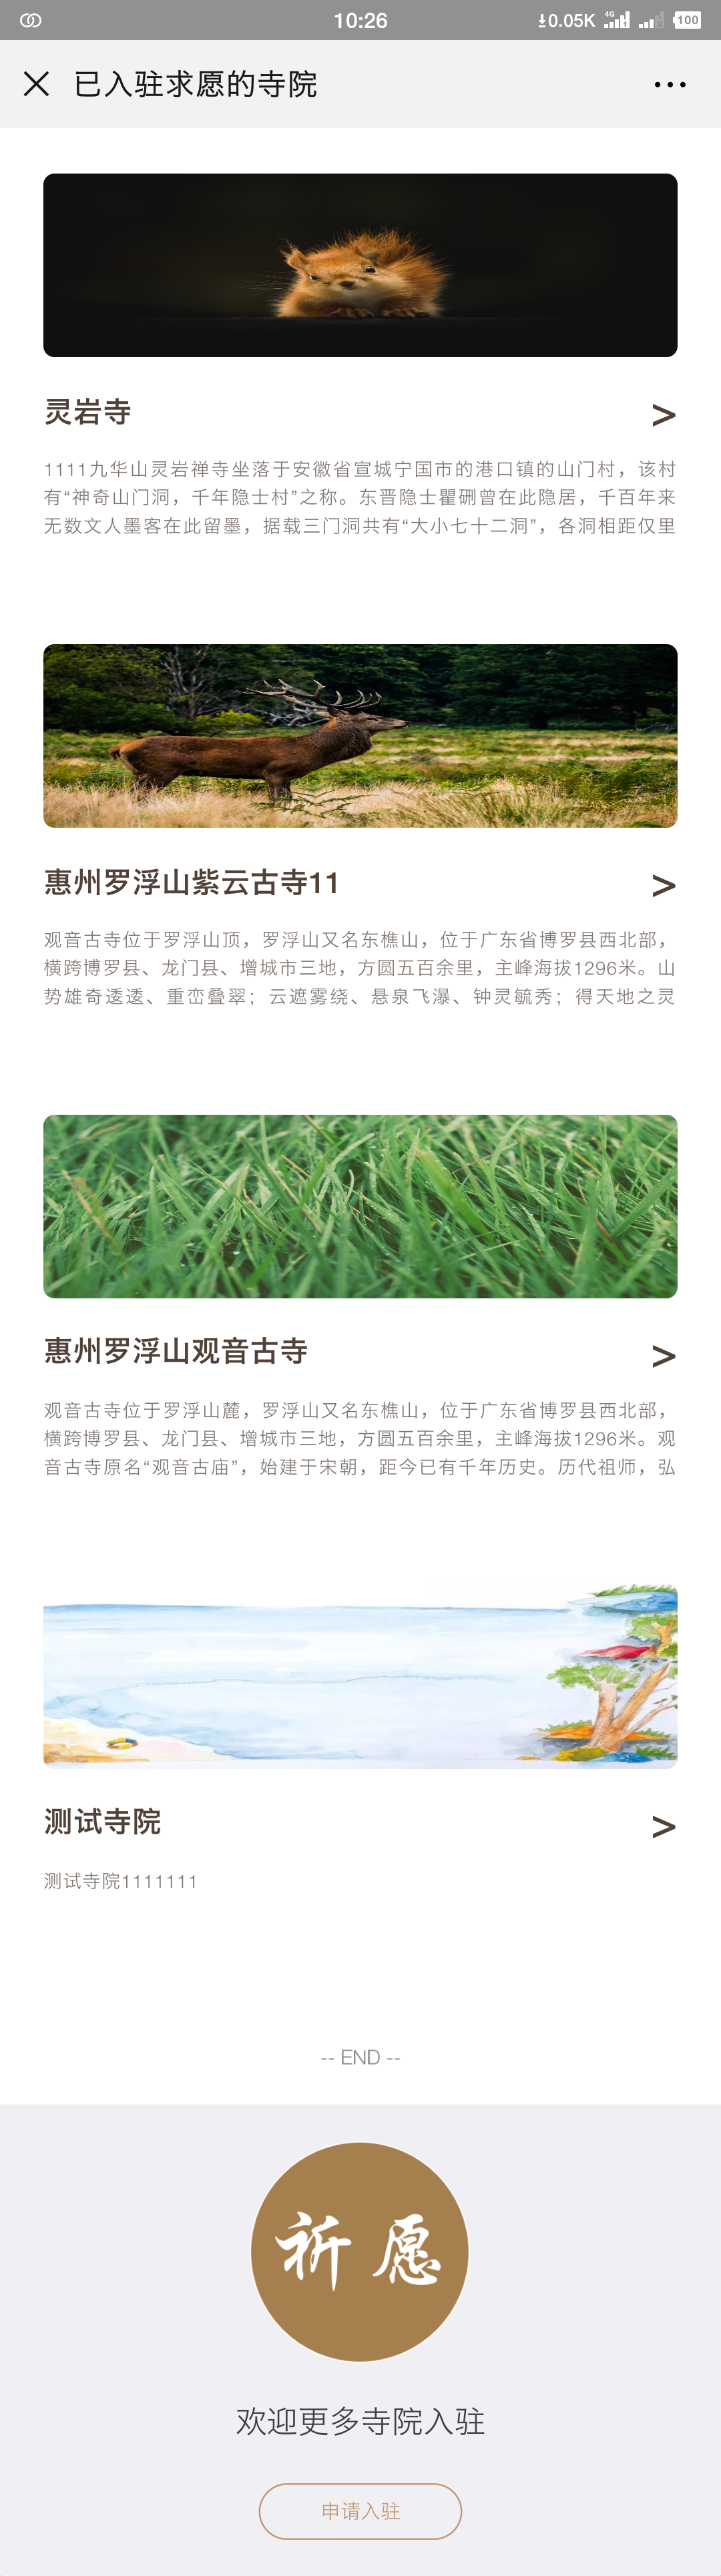 10:26
0.05K 4G 100
已入驻求愿的寺院
灵岩寺
>
1111九华山灵岩禅寺坐落于安徽省宣城宁国市的港口镇的山门村，该村
有“神奇山门洞，千年隐士村”之称。东晋隐士瞿硎曾在此隐居，千百年来
无数文人墨客在此留墨，据载三门洞共有“大小七十二洞”，各洞相距仅里
惠州罗浮山紫云古寺11
>
观音古寺位于罗浮山顶，罗浮山又名东樵山，位于广东省博罗县西北部，
横跨博罗县、龙门县、增城市三地，方圆五百余里，主峰海拔1296米。山
势雄奇逶逶、重峦叠翠；云遮雾绕、悬泉飞瀑、钟灵毓秀；得天地之灵
惠州罗浮山观音古寺
>
观音古寺位于罗浮山麓，罗浮山又名东樵山，位于广东省博罗县西北部，
横跨博罗县、龙门县、增城市三地，方圆五百余里，主峰海拔1296米。观
音古寺原名“观音古庙”，始建于宋朝，距今已有千年历史。历代祖师，弘
测试寺院
>
测试寺院1111111
-- END --
祈愿
欢迎更多寺院入驻
申请入驻